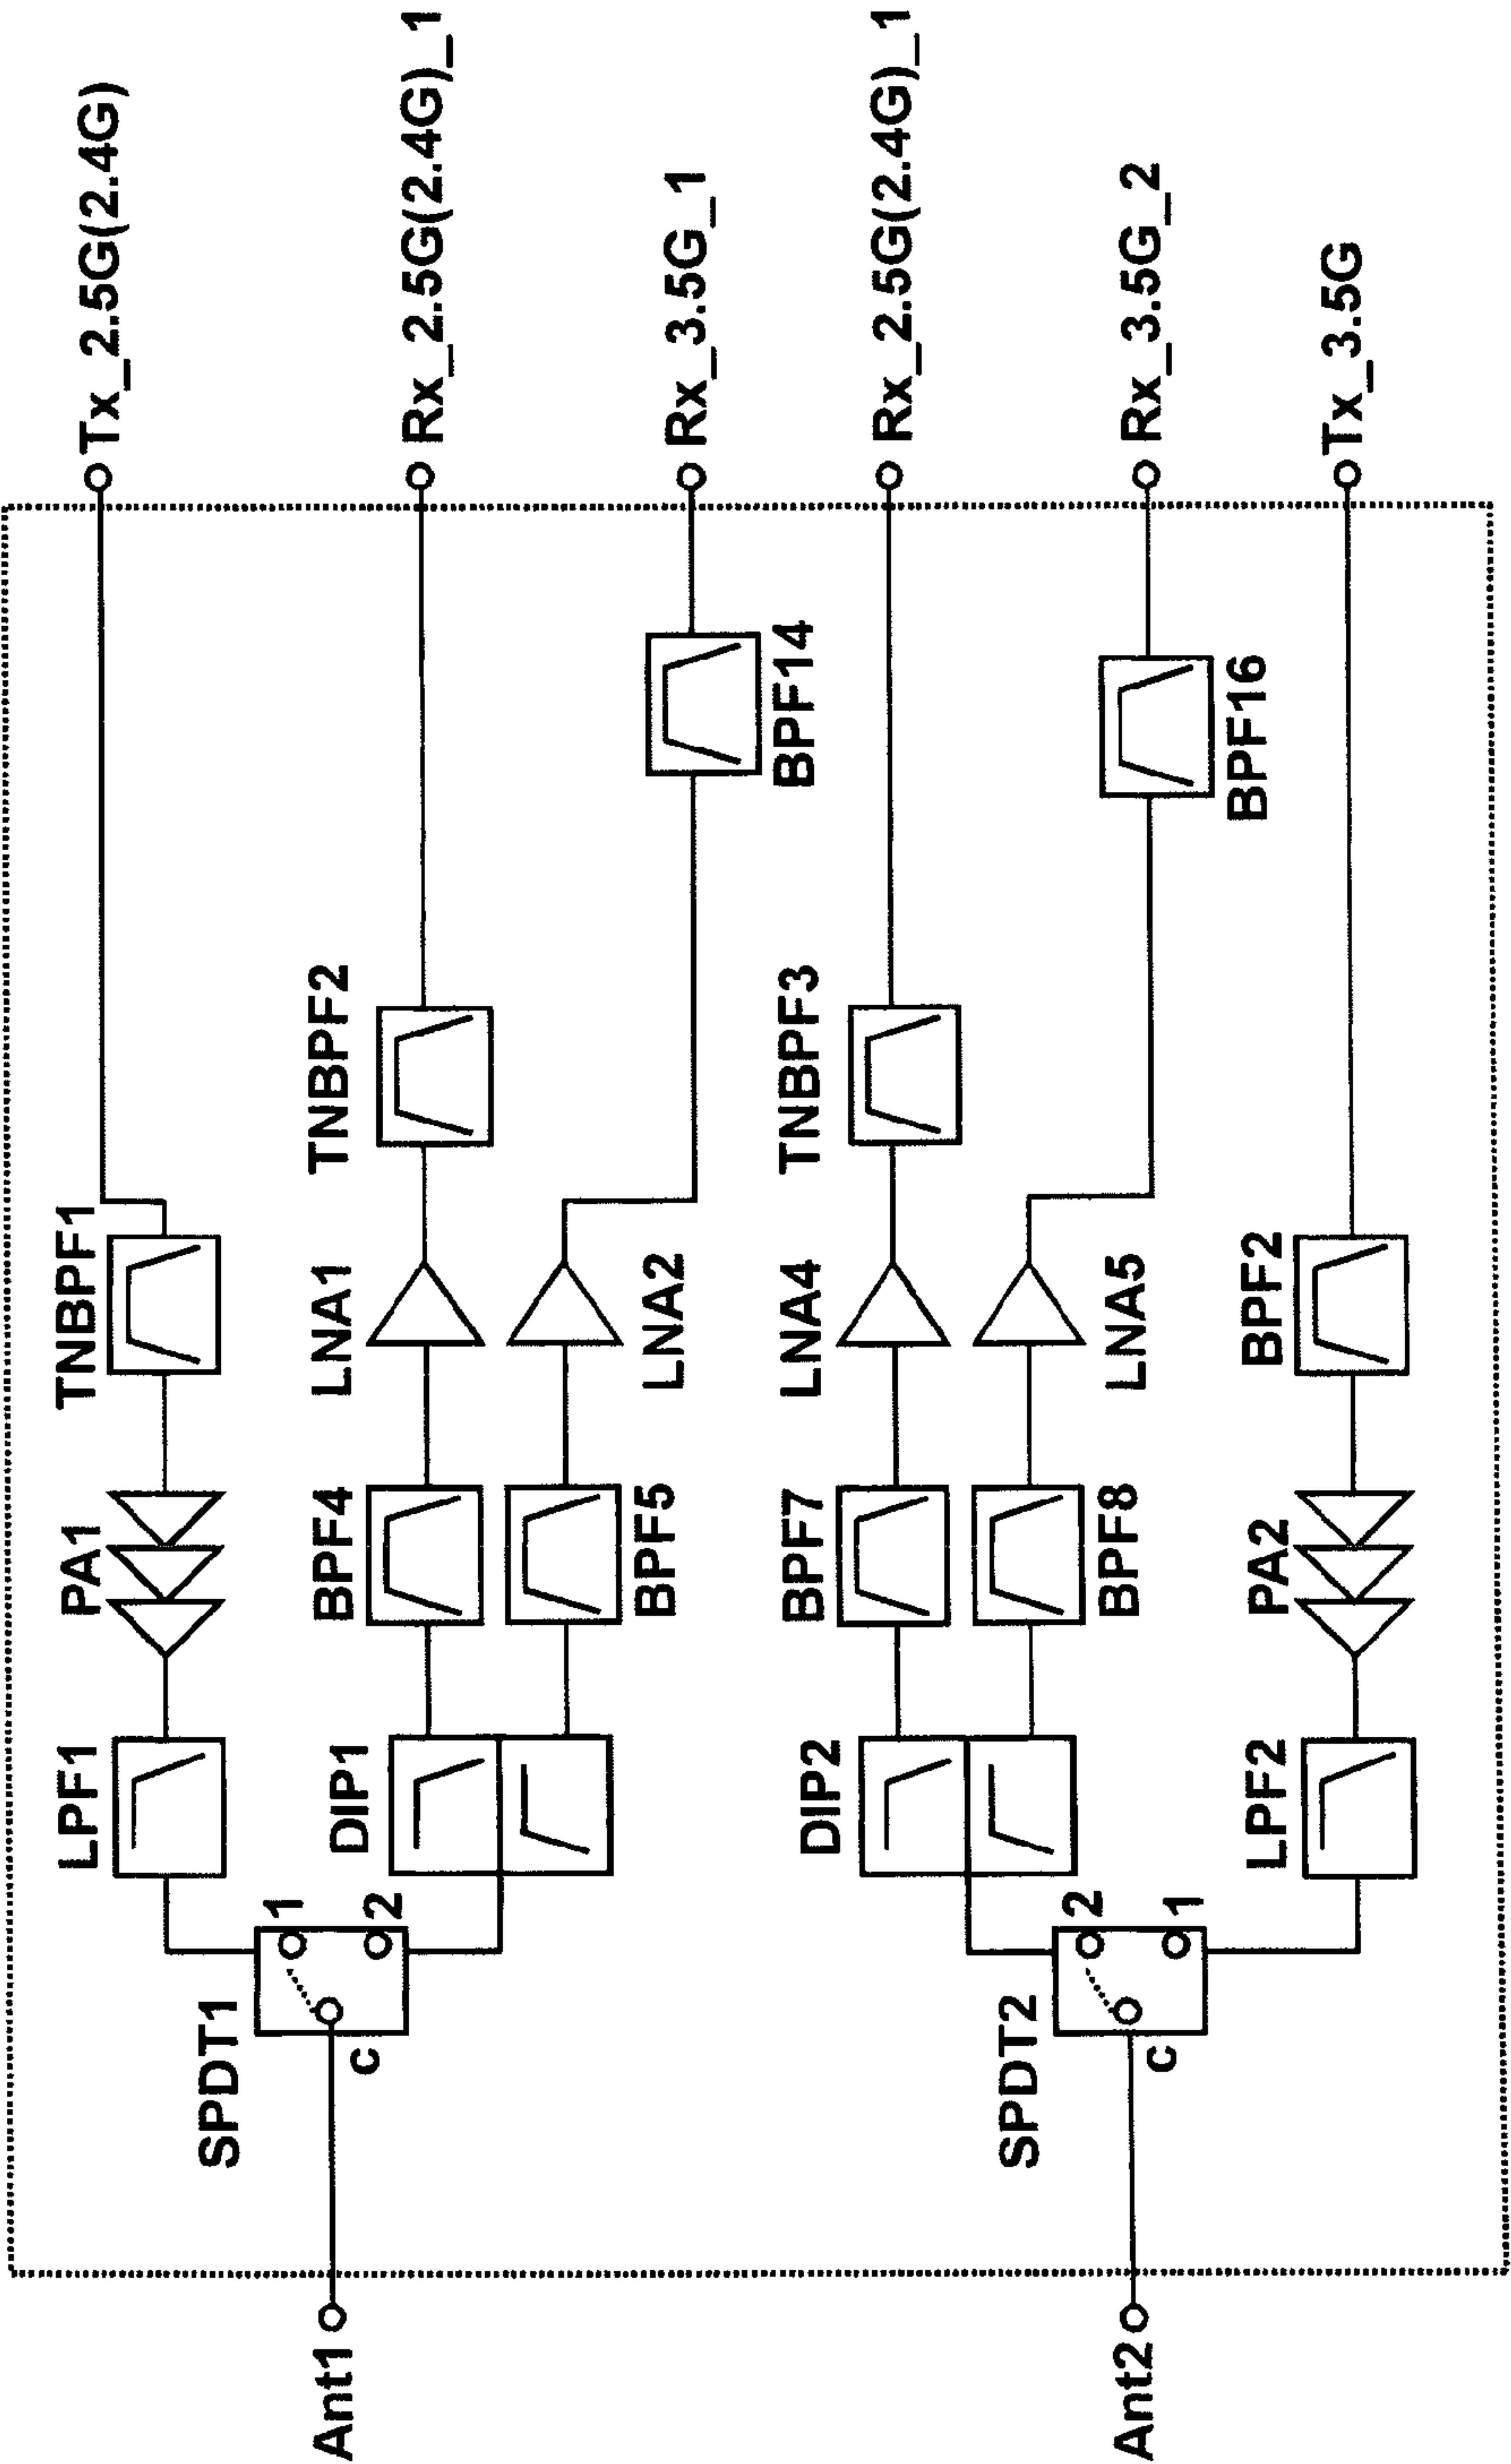 Tx_2.5G(2.4G)
Rx_2.5G(2.4G)_1
Rx_3.5G_1
Rx_2.5G(2.4G)_1
Rx_3.5G_2
Tx_3.5G
BPF14
BPF16
TNBPF2
TNBPF3
TNBPF1
LNA1
LNA2
LNA4
LNA5
BPF2
PA1
BPF4
BPF5
BPF7
BPF8
PA2
LPF1
DIP1
DIP2
LPF2
1
2
2
1
SPDT1
c
SPDT2
c
Ant1
Ant2